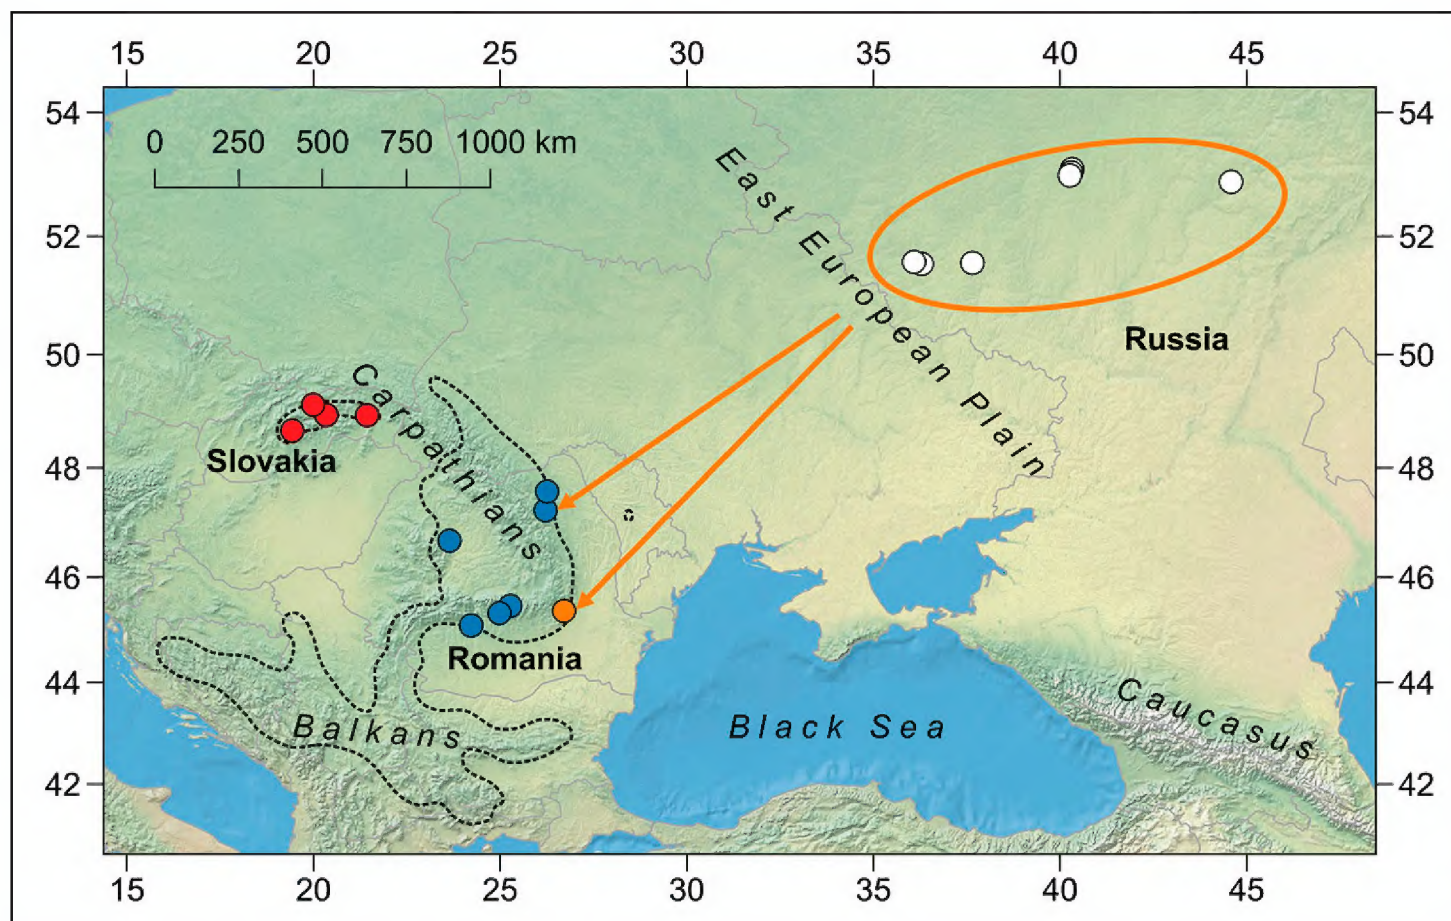 15 20 25 30 35 40 45
54 54
0 250 500 750 1000 km
East European Plain
52 52
Russia
50 50
Carpathians
Slovakia
48 48
46 46
Romania
44 44
Caucasus
Balkans
Black Sea
42 42
15 20 25 30 35 40 45